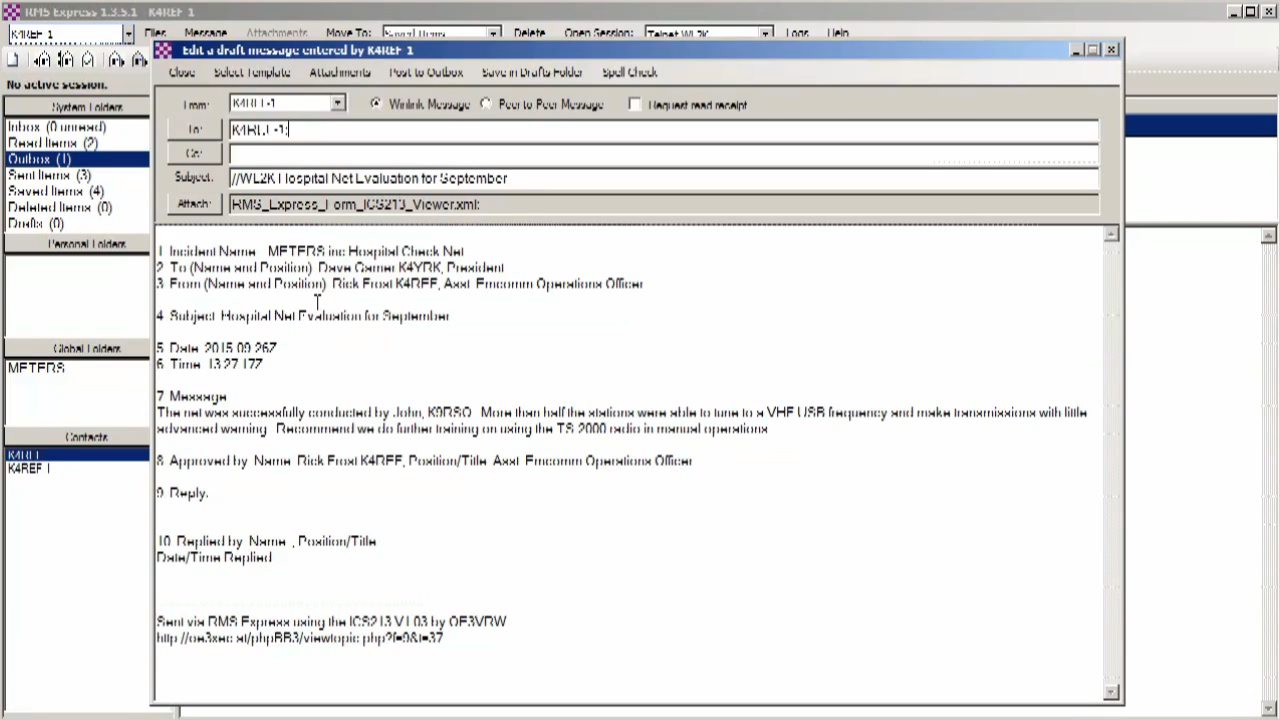 RMS Express 1.3.5.1 - K4REF-1
K4REF-1 Files Message Attachments Move To: Saved Items Delete Open Session: Telnet WL2K Logs Help
Edit a draft message entered by K4REF-1
Close Select Template Attachments Post to Outbox Save in Drafts Folder Spell Check
No active session.
From: K4REF-1 Winlink Message Peer to Peer Message Request read receipt
To: K4REF-1;
Cc:
Subject: //WL2K Hospital Net Evaluation for September
Attach: RMS_Express_Form_ICS213_Viewer.xml;
System Folders
Inbox (0 unread)
Read Items (2)
Outbox (1)
Sent Items (3)
Saved Items (4)
Deleted Items (0)
Drafts (0)
Personal Folders
Global Folders
METERS
Contacts
K4REF
K4REF-1
1. Incident Name: METERS inc Hospital Check Net
2. To (Name and Position): Dave Garner K4YRK, President
3. From (Name and Position): Rick Frost K4REF, Asst. Emcomm Operations Officer
4. Subject: Hospital Net Evaluation for September
5. Date: 2015-09-26Z
6. Time: 13:27:17Z
7. Message:
The net was successfully conducted by John, K9RSQ. More than half the stations were able to tune to a VHF USB frequency and make transmissions with little
advanced warning. Recommend we do further training on using the TS-2000 radio in manual operations.
8. Approved by: Name: Rick Frost K4REF, Position/Title: Asst. Emcomm Operations Officer
9. Reply:
10. Replied by: Name: , Position/Title:
Date/Time Replied:
Sent via RMS Express using the ICS213 V1.03 by OE3VRW
http://oe3xec.at/phpBB3/viewtopic.php?f=9&t=37